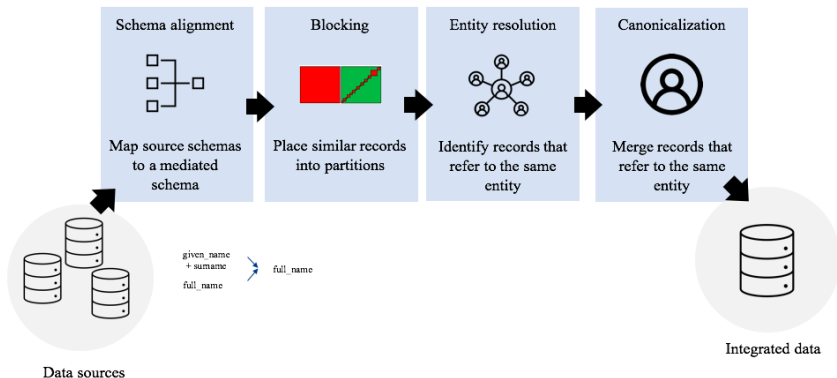 Schema alignment
Map source schemas
to a mediated
schema
Blocking
Place similar records
into partitions
Entity resolution
Identify records that
refer to the same
entity
Canonicalization
Merge records that
refer to the same
entity
given_name
+ surname
full_name
full_name
Data sources
Integrated data